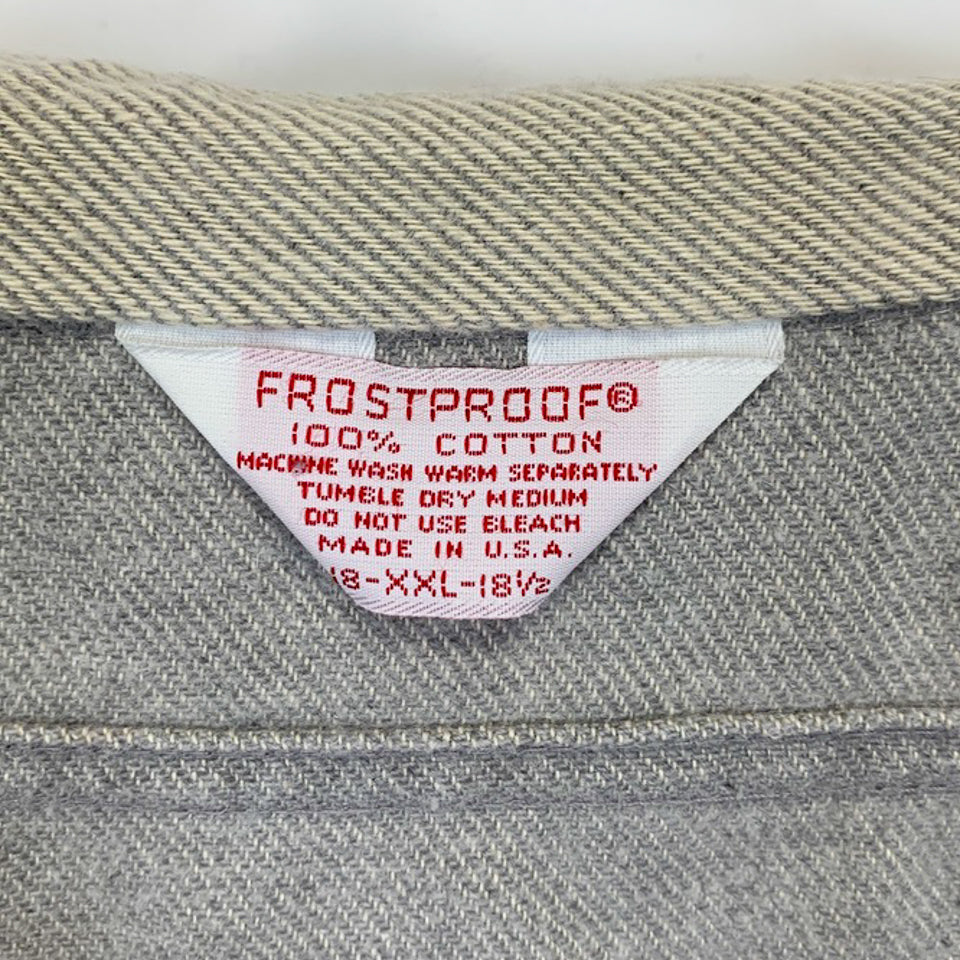 FROSTPROOF®
100% COTTON
MACHINE WASH WARM SEPARATELY
TUMBLE DRY MEDIUM
DO NOT USE BLEACH
MADE IN U.S.A.
18-XXL-18½